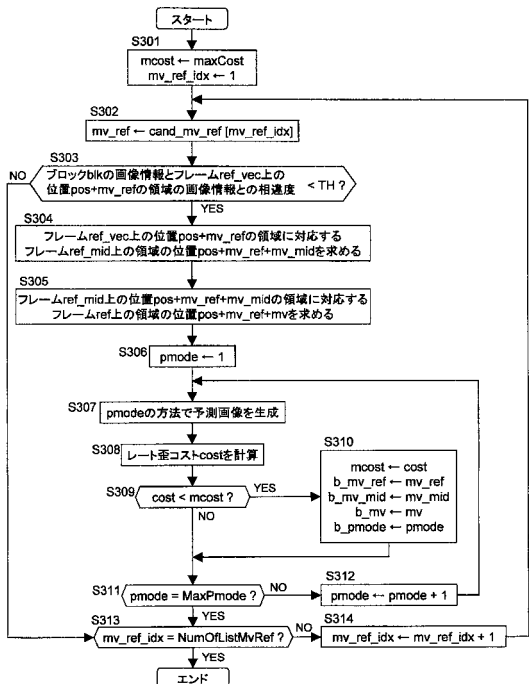 スタート
S301
mcost ← maxCost
mv_ref_idx ← 1
S302
mv_ref ← cand_mv_ref [mv_ref_idx]
S303
NO
ブロックblkの画像情報とフレームref_vec上の
位置pos+mv_refの領域の画像情報との相違度 < TH ?
YES
S304
フレームref_vec上の位置pos+mv_refの領域に対応する
フレームref_mid上の領域の位置pos+mv_ref+mv_midを求める
S305
フレームref_mid上の位置pos+mv_ref+mv_midの領域に対応する
フレームref上の領域の位置pos+mv_ref+mvを求める
S306
pmode ← 1
S307
pmodeの方法で予測画像を生成
S308
レート歪コストcostを計算
S309
cost < mcost ?
YES
NO
S310
mcost ← cost
b_mv_ref ← mv_ref
b_mv_mid ← mv_mid
b_mv ← mv
b_pmode ← pmode
S311
pmode = MaxPmode ?
NO
YES
S312
pmode ← pmode + 1
S313
mv_ref_idx = NumOfListMvRef ?
NO
YES
S314
mv_ref_idx ← mv_ref_idx + 1
エンド